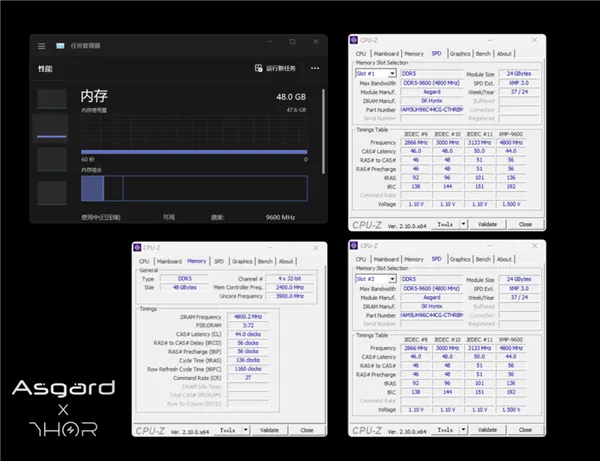 任务管理器
性能
运行新任务
内存
48.0 GB
内存使用量
47.6 GB
60 秒
0
内存组合
使用中(已压缩)
可用
速度:
9600 MHz
CPU-Z
CPU Mainboard Memory SPD Graphics Bench About
Memory Slot Selection
Slot #1 DDR5 Module Size 24 GBytes
Max Bandwidth DDR5-9600 (4800 MHz) SPD Ext. XMP 3.0
Module Manuf. Asgard Week/Year 37 / 24
DRAM Manuf. SK Hynix Buffered
Part Number Correction
Serial Number Registered
Timings Table
JEDEC #9 JEDEC #10 JEDEC #11 XMP-9600
Frequency 2866 MHz 3000 MHz 3133 MHz 4800 MHz
CAS# Latency 46.0 48.0 50.0 44.0
RAS# to CAS# 46 48 51 56
RAS# Precharge 46 48 51 56
tRAS 92 96 101 136
tRC 138 144 151 192
Command Rate
Voltage 1.10 V 1.10 V 1.10 V 1.500 V
CPU-Z Ver. 2.10.0.x64 Tools Validate Close
CPU-Z
CPU Mainboard Memory SPD Graphics Bench About
General
Type DDR5 Channel # 4 x 32-bit
Size 48 GBytes Mem Controller Freq. 2400.0 MHz
Uncore Frequency 3900.0 MHz
Timings
DRAM Frequency 4800.2 MHz
FSB:DRAM 3:72
CAS# Latency (CL) 44.0 clocks
RAS# to CAS# Delay (tRCD) 56 clocks
RAS# Precharge (tRP) 56 clocks
Cycle Time (tRAS) 136 clocks
Row Refresh Cycle Time (tRFC) 1160 clocks
Command Rate (CR) 2T
DRAM Idle Timer
Total CAS# (tRDRAM)
Row To Column (tRCD)
CPU-Z Ver. 2.10.0.x64 Tools Validate Close
CPU-Z
CPU Mainboard Memory SPD Graphics Bench About
Memory Slot Selection
Slot #2 DDR5 Module Size 24 GBytes
Max Bandwidth DDR5-9600 (4800 MHz) SPD Ext. XMP 3.0
Module Manuf. Asgard Week/Year 37 / 24
DRAM Manuf. SK Hynix Buffered
Part Number Correction
Serial Number Registered
Timings Table
JEDEC #9 JEDEC #10 JEDEC #11 XMP-9600
Frequency 2866 MHz 3000 MHz 3133 MHz 4800 MHz
CAS# Latency 46.0 48.0 50.0 44.0
RAS# to CAS# 46 48 51 56
RAS# Precharge 46 48 51 56
tRAS 92 96 101 136
tRC 138 144 151 192
Command Rate
Voltage 1.10 V 1.10 V 1.10 V 1.500 V
CPU-Z Ver. 2.10.0.x64 Tools Validate Close
Asgard
X
THOR